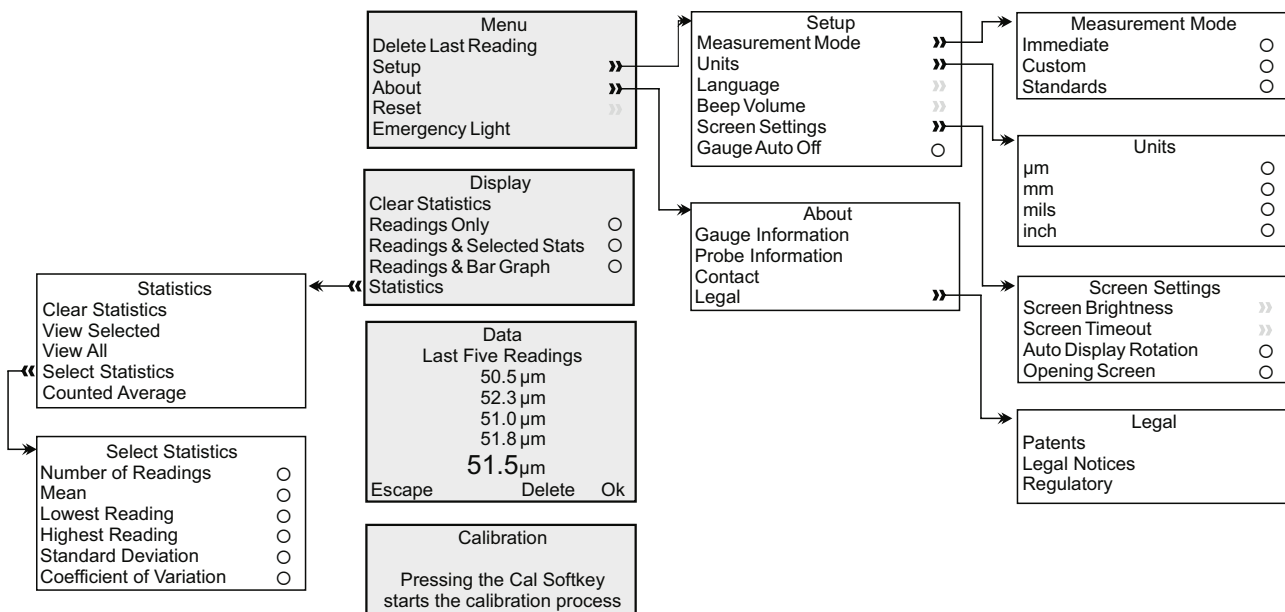 Menu
Delete Last Reading
Setup
About
Reset
Emergency Light
Display
Clear Statistics
Readings Only
Readings & Selected Stats
Readings & Bar Graph
Statistics
Statistics
Clear Statistics
View Selected
View All
Select Statistics
Counted Average
Select Statistics
Number of Readings
Mean
Lowest Reading
Highest Reading
Standard Deviation
Coefficient of Variation
Data
Last Five Readings
50.5 µm
52.3 µm
51.0 µm
51.8 µm
51.5 µm
Escape Delete Ok
Calibration
Pressing the Cal Softkey
starts the calibration process
Setup
Measurement Mode
Units
Language
Beep Volume
Screen Settings
Gauge Auto Off
About
Gauge Information
Probe Information
Contact
Legal
Measurement Mode
Immediate
Custom
Standards
Units
µm
mm
mils
inch
Screen Settings
Screen Brightness
Screen Timeout
Auto Display Rotation
Opening Screen
Legal
Patents
Legal Notices
Regulatory